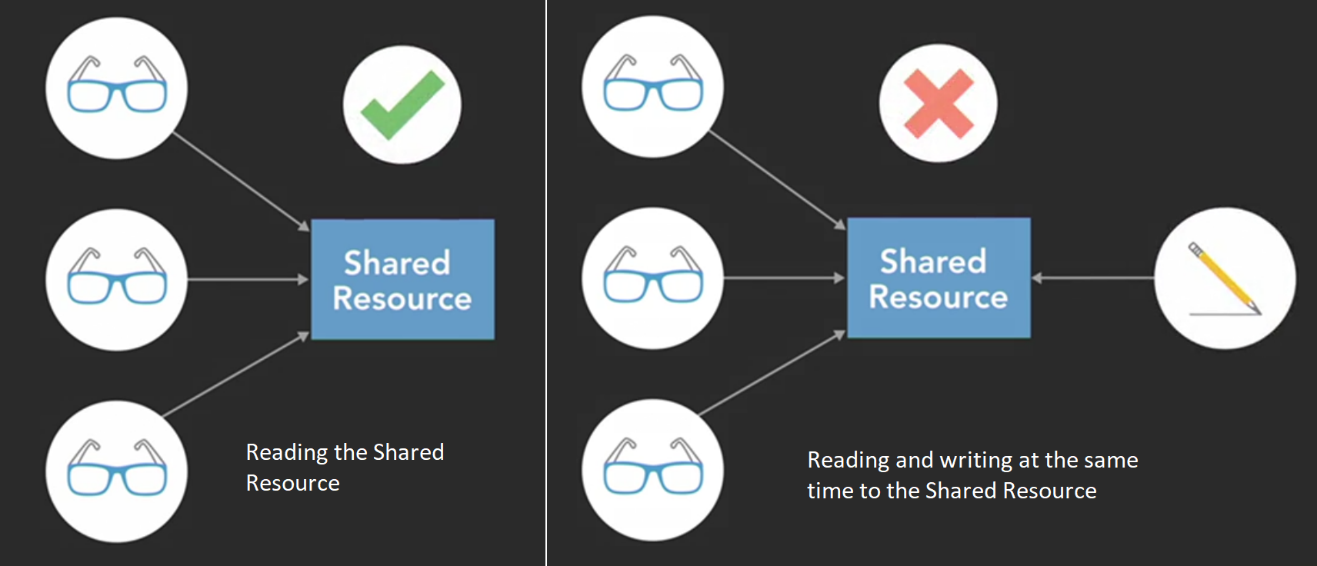 Shared
Resource
Reading the Shared
Resource
Shared
Resource
Reading and writing at the same
time to the Shared Resource